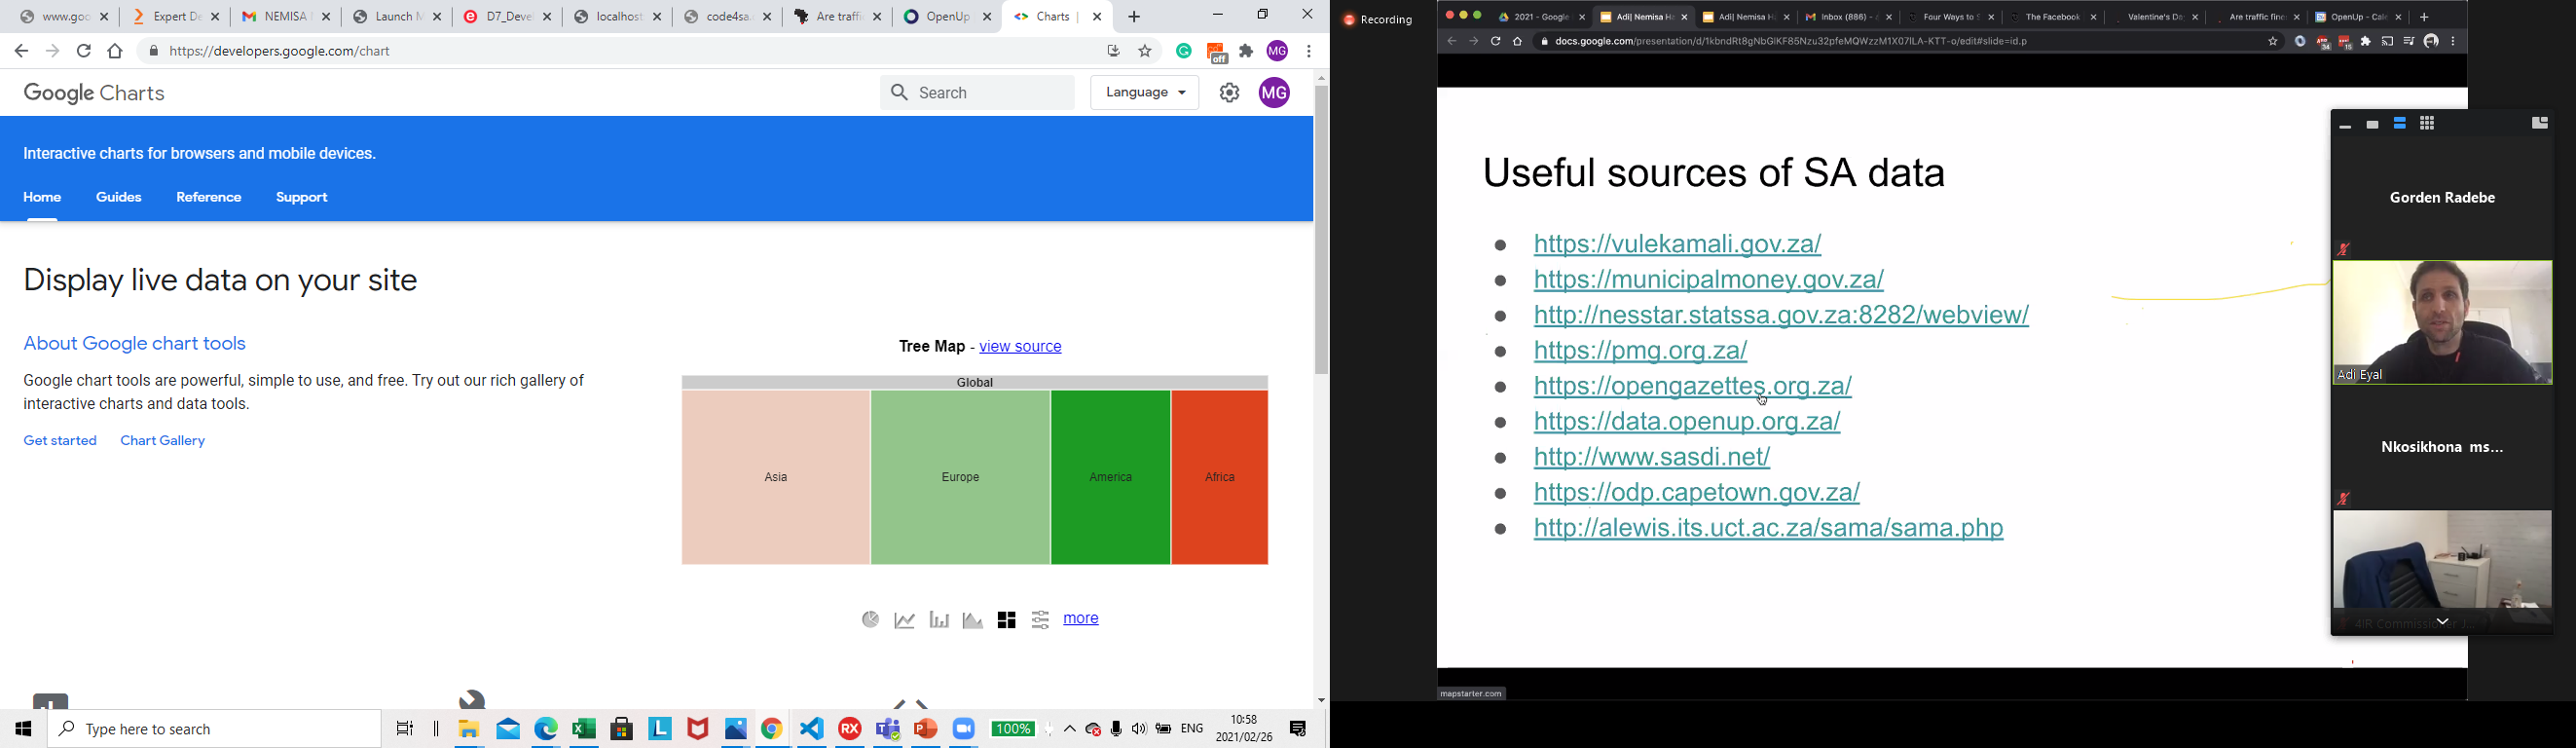 www.goo
Expert De
NEMISA
Launch M
D7_Devel
localhost
code4sa.
Are traffi
OpenUp
Charts |
https://developers.google.com/chart
off
MG
Google Charts
Search
Language
MG
Interactive charts for browsers and mobile devices.
Home Guides Reference Support
Display live data on your site
About Google chart tools
Google chart tools are powerful, simple to use, and free. Try out our rich gallery of
interactive charts and data tools.
Get started Chart Gallery
Tree Map - view source
Global
Asia Europe America Africa
more
Type here to search
100%
ENG
10:58
2021/02/26
Recording
2021 - Google
Adi| Nemisa Ha
Adi| Nemisa H
Inbox (886) -
Four Ways to S
The Facebook
Valentine's Da
Are traffic fine
OpenUp - Cal
docs.google.com/presentation/d/1kbndRt8gNbGlKF85Nzu32pfeMQWzzM1X07ILA-KTT-o/edit#slide=id.p
Useful sources of SA data
https://vulekamali.gov.za/
https://municipalmoney.gov.za/
http://nesstar.statssa.gov.za:8282/webview/
https://pmg.org.za/
https://opengazettes.org.za/
https://data.openup.org.za/
http://www.sasdi.net/
https://odp.capetown.gov.za/
http://alewis.its.uct.ac.za/sama/sama.php
mapstarter.com
Gorden Radebe
Adi Eyal
Nkosikhona ms...
4IR Commissioner J...